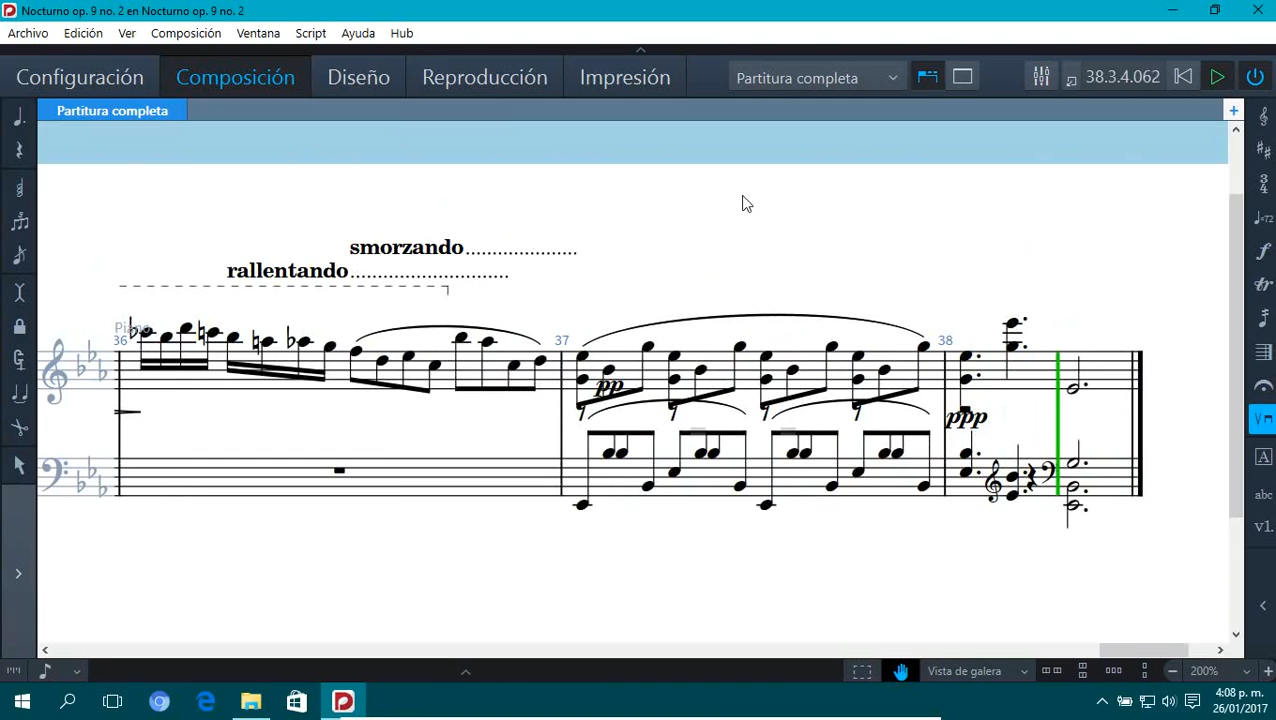 Nocturno op. 9 no. 2 en Nocturno op. 9 no. 2
Archivo Edición Ver Composición Ventana Script Ayuda Hub
Configuración Composición Diseño Reproducción Impresión Partitura completa 38.3.4.062
Partitura completa
smorzando
rallentando
Piano
36 37 38
pp
ppp
abc
v1.
Vista de galera 200%
4:08 p. m.
26/01/2017